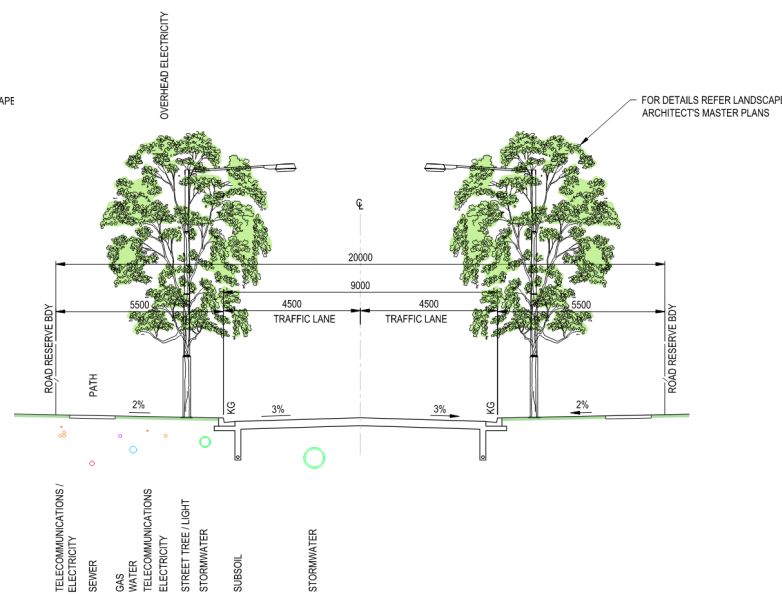 OVERHEAD ELECTRICITY
APE
FOR DETAILS REFER LANDSCAPE
ARCHITECT'S MASTER PLANS
℄
20000
9000
5500
4500
4500
5500
TRAFFIC LANE
TRAFFIC LANE
ROAD RESERVE BDY
PATH
KG
KG
ROAD RESERVE BDY
2%
3%
3%
2%
TELECOMMUNICATIONS /
ELECTRICITY
SEWER
GAS
WATER
TELECOMMUNICATIONS
ELECTRICITY
STREET TREE / LIGHT
STORMWATER
SUBSOIL
STORMWATER